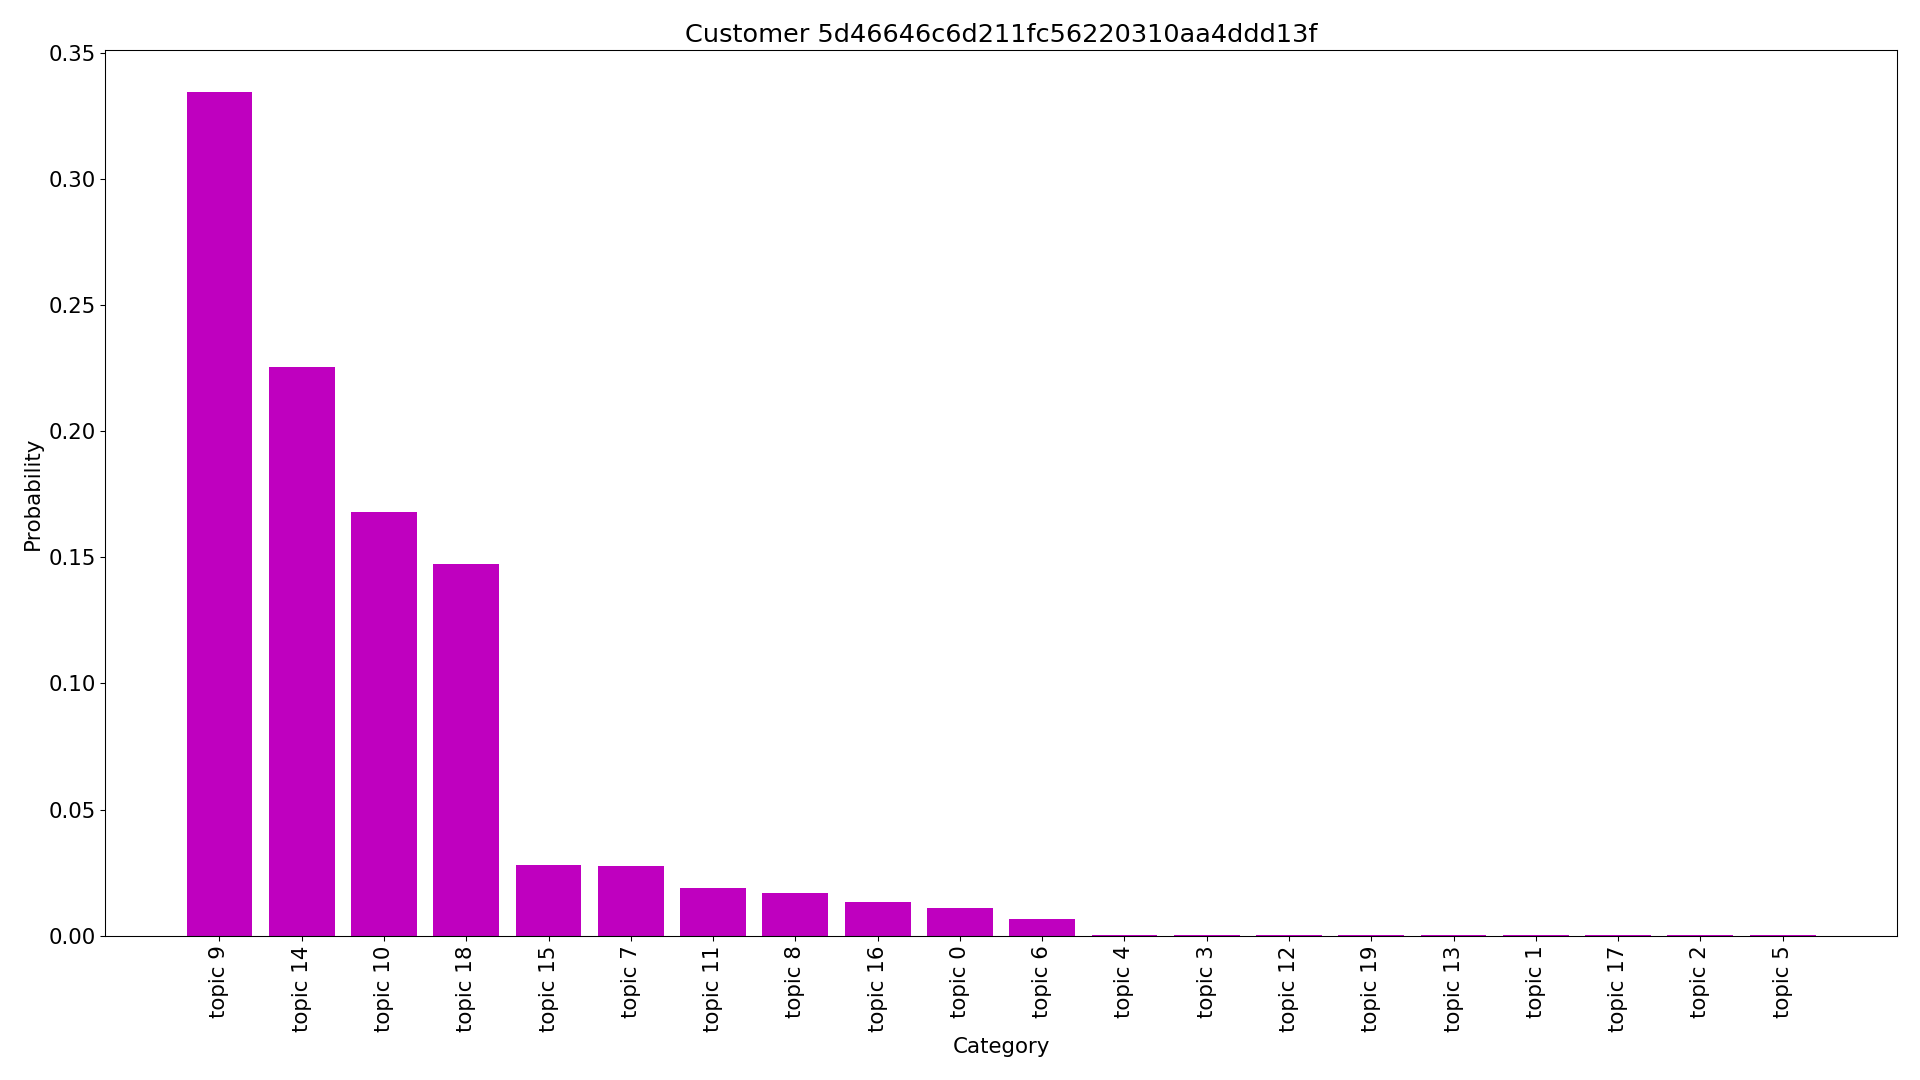 Customer 5d46646c6d211fc56220310aa4ddd13f
0.35
0.30
0.25
0.20
0.15
0.10
0.05
0.00
Probability
topic 9
topic 14
topic 10
topic 18
topic 15
topic 7
topic 11
topic 8
topic 16
topic 0
topic 6
topic 4
topic 3
topic 12
topic 19
topic 13
topic 1
topic 17
topic 2
topic 5
Category